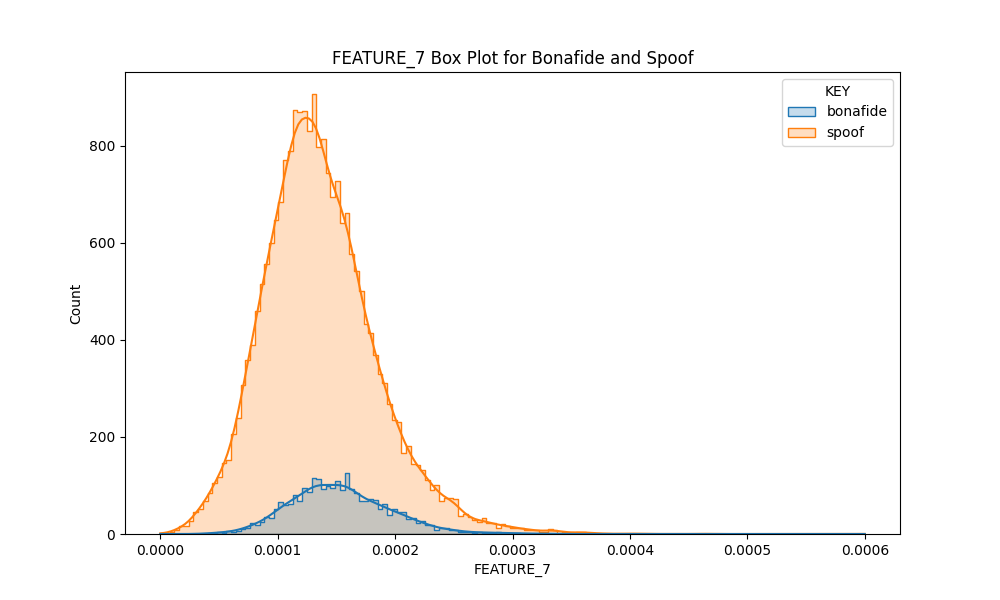 FEATURE_7 Box Plot for Bonafide and Spoof
KEY
bonafide
spoof
Count
800
600
400
200
0
0.0000 0.0001 0.0002 0.0003 0.0004 0.0005 0.0006
FEATURE_7